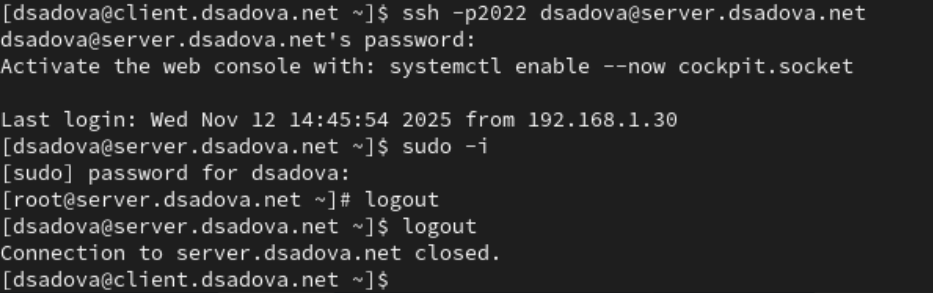 [dsadova@client.dsadova.net ~]$ ssh -p2022 dsadova@server.dsadova.net
dsadova@server.dsadova.net's password:
Activate the web console with: systemctl enable --now cockpit.socket
Last login: Wed Nov 12 14:45:54 2025 from 192.168.1.30
[dsadova@server.dsadova.net ~]$ sudo -i
[sudo] password for dsadova:
[root@server.dsadova.net ~]# logout
[dsadova@server.dsadova.net ~]$ logout
Connection to server.dsadova.net closed.
[dsadova@client.dsadova.net ~]$